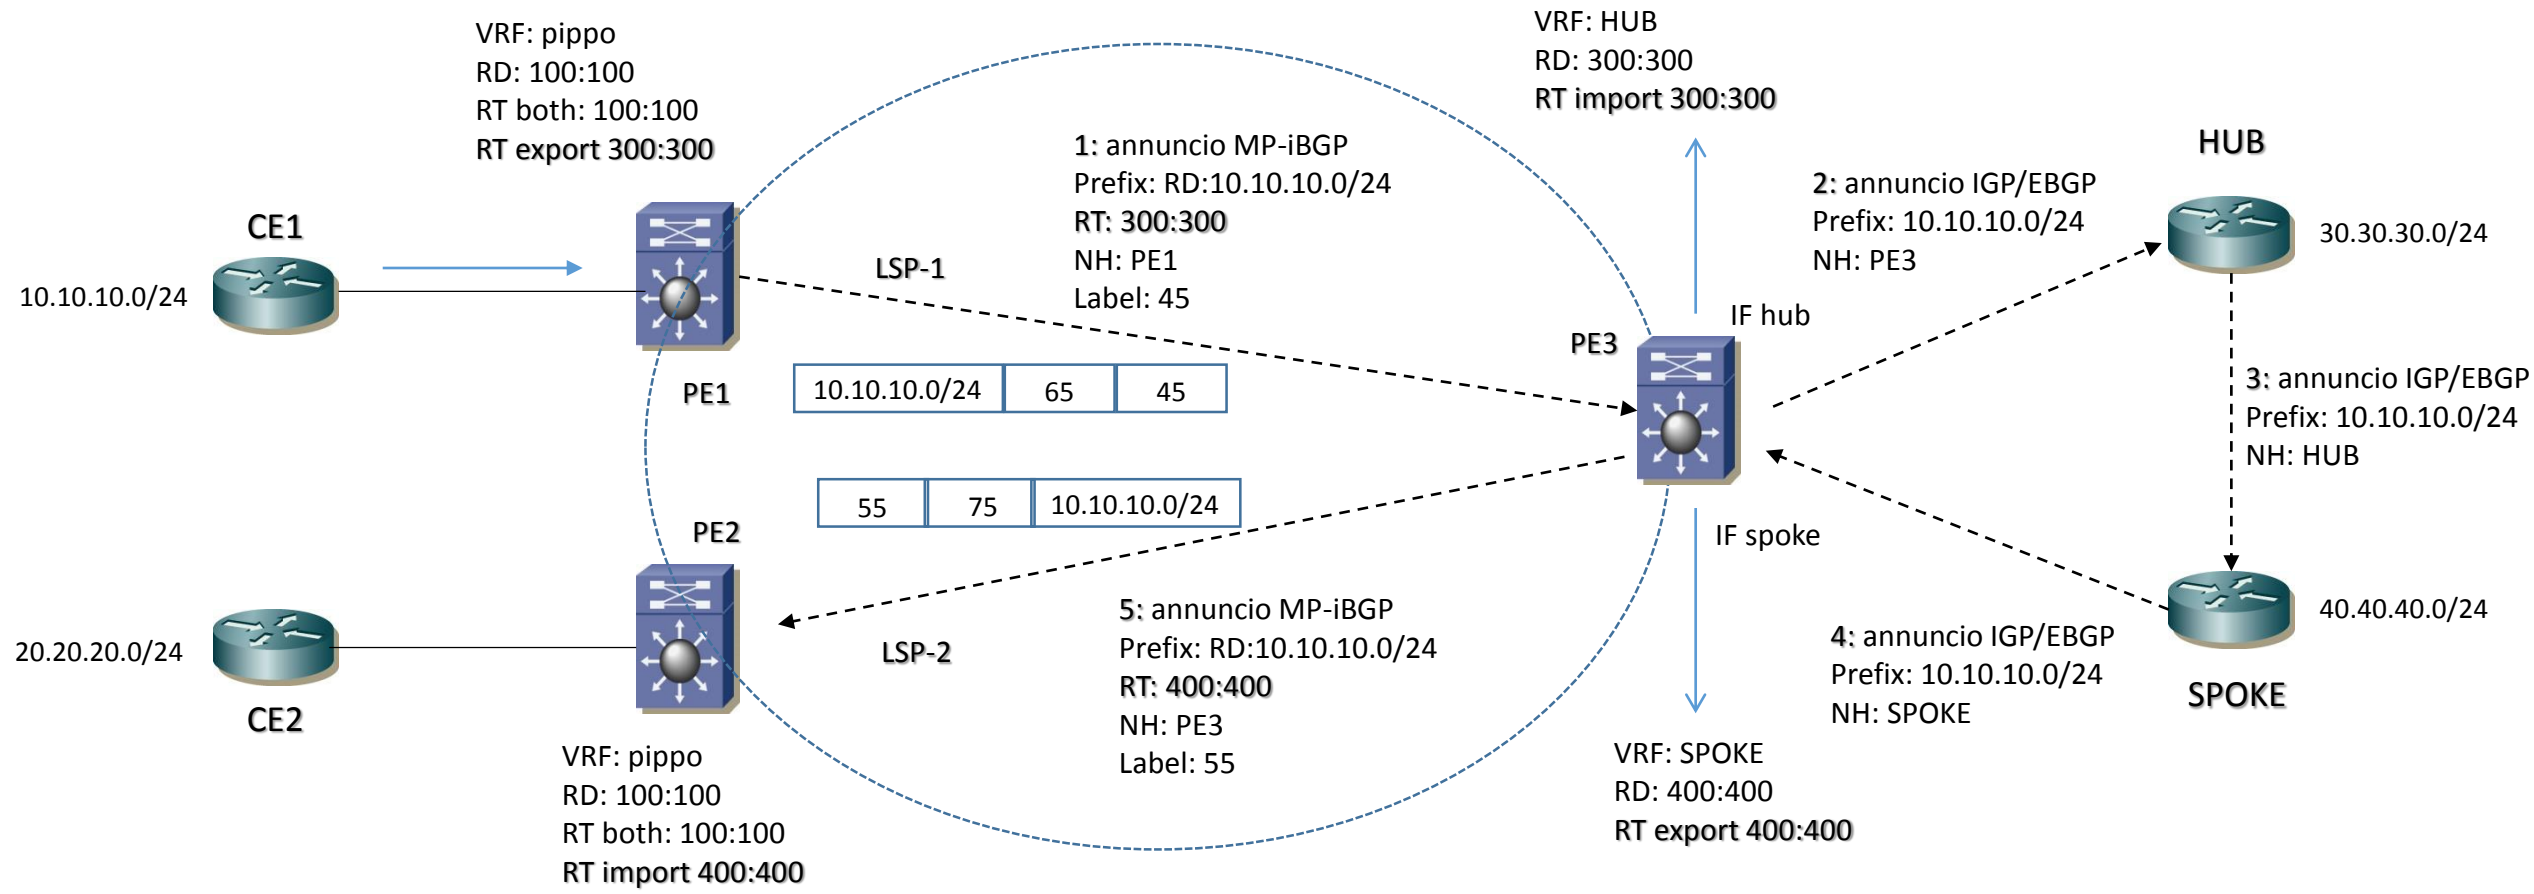 VRF: pippo
RD: 100:100
RT both: 100:100
RT export 300:300
VRF: HUB
RD: 300:300
RT import 300:300
1: annuncio MP-iBGP
Prefix: RD:10.10.10.0/24
RT: 300:300
NH: PE1
Label: 45
HUB
2: annuncio IGP/EBGP
Prefix: 10.10.10.0/24
NH: PE3
30.30.30.0/24
CE1
10.10.10.0/24
LSP-1
PE1
10.10.10.0/24 65 45
PE3
IF hub
3: annuncio IGP/EBGP
Prefix: 10.10.10.0/24
NH: HUB
55 75 10.10.10.0/24
PE2
IF spoke
20.20.20.0/24
CE2
LSP-2
5: annuncio MP-iBGP
Prefix: RD:10.10.10.0/24
RT: 400:400
NH: PE3
Label: 55
4: annuncio IGP/EBGP
Prefix: 10.10.10.0/24
NH: SPOKE
40.40.40.0/24
SPOKE
VRF: pippo
RD: 100:100
RT both: 100:100
RT import 400:400
VRF: SPOKE
RD: 400:400
RT export 400:400